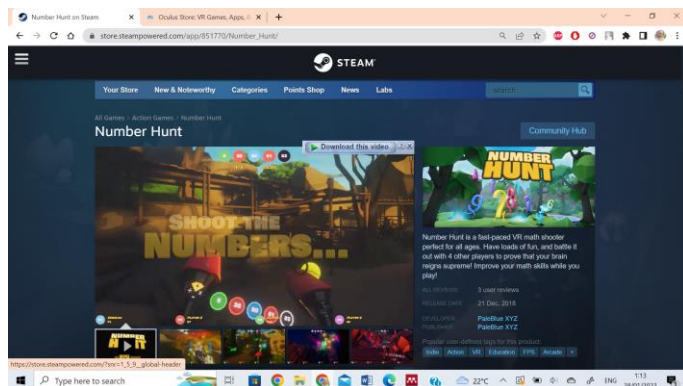 Number Hunt on Steam
Oculus Store: VR Games, Apps, &
store.steampowered.com/app/851770/Number_Hunt/
STEAM
Your Store New & Noteworthy Categories Points Shop News Labs
search
All Games > Action Games > Number Hunt
Number Hunt
Community Hub
Download this video
SHOOT THE
NUMBERS...
NUMBER
HUNT
Number Hunt is a fast-paced VR math shooter
perfect for all ages. Have loads of fun, and battle it
out with 4 other players to prove that your brain
reigns supreme! Improve your math skills while you
play!
ALL REVIEWS: 3 user reviews
RELEASE DATE: 21 Dec, 2018
DEVELOPER: PaleBlue XYZ
PUBLISHER: PaleBlue XYZ
Popular user-defined tags for this product:
Indie Action VR Education FPS Arcade +
https://store.steampowered.com/?snr=1_5_9__global-header
Type here to search
22°C
ENG
1:13